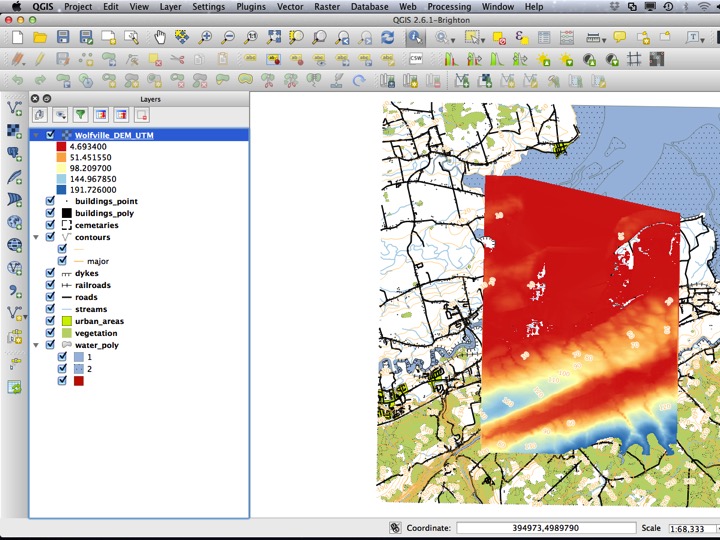 QGIS Project Edit View Layer Settings Plugins Vector Raster Database Web Processing Window Help
QGIS 2.6.1-Brighton
CSW
Layers
Wolfville_DEM_UTM
4.693400
51.451550
98.209700
144.967850
191.726000
buildings_point
buildings_poly
cemetaries
contours
major
dykes
railroads
roads
streams
urban_areas
vegetation
water_poly
1
2
Coordinate: 394973,4989790 Scale 1:68,333